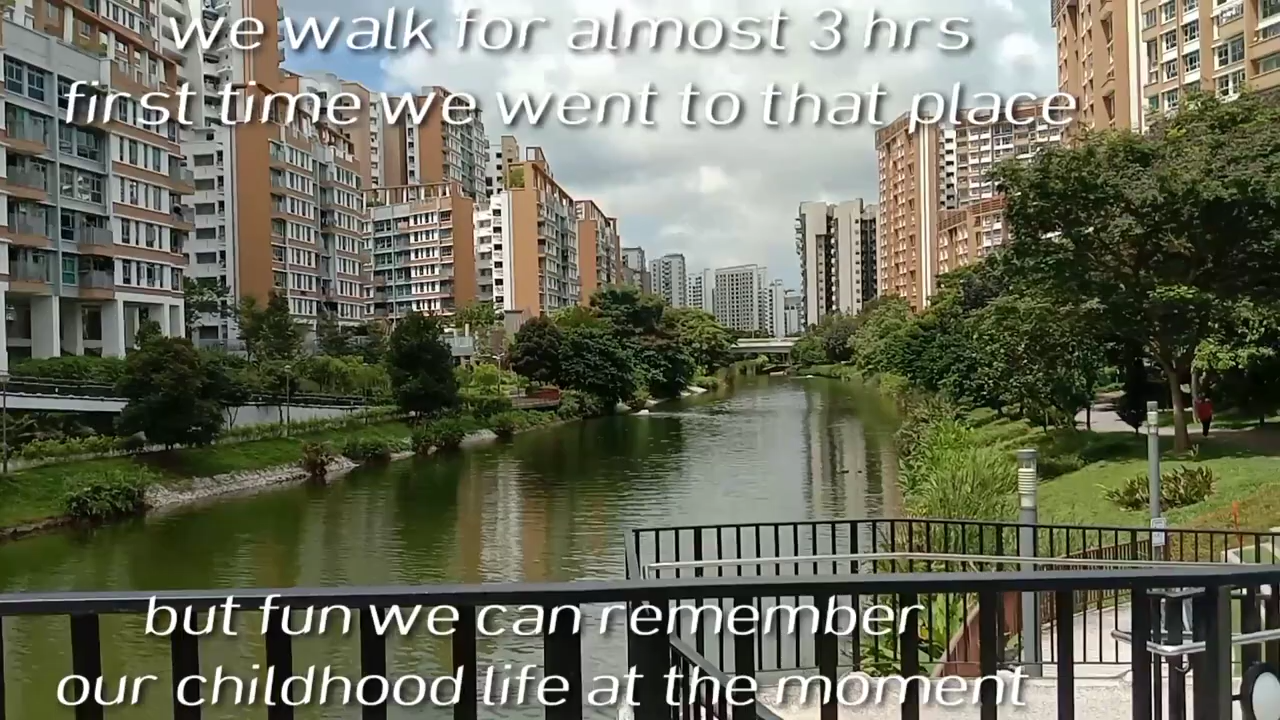 we walk for almost 3 hrs
first time we went to that place
but fun we can remember
our childhood life at the moment